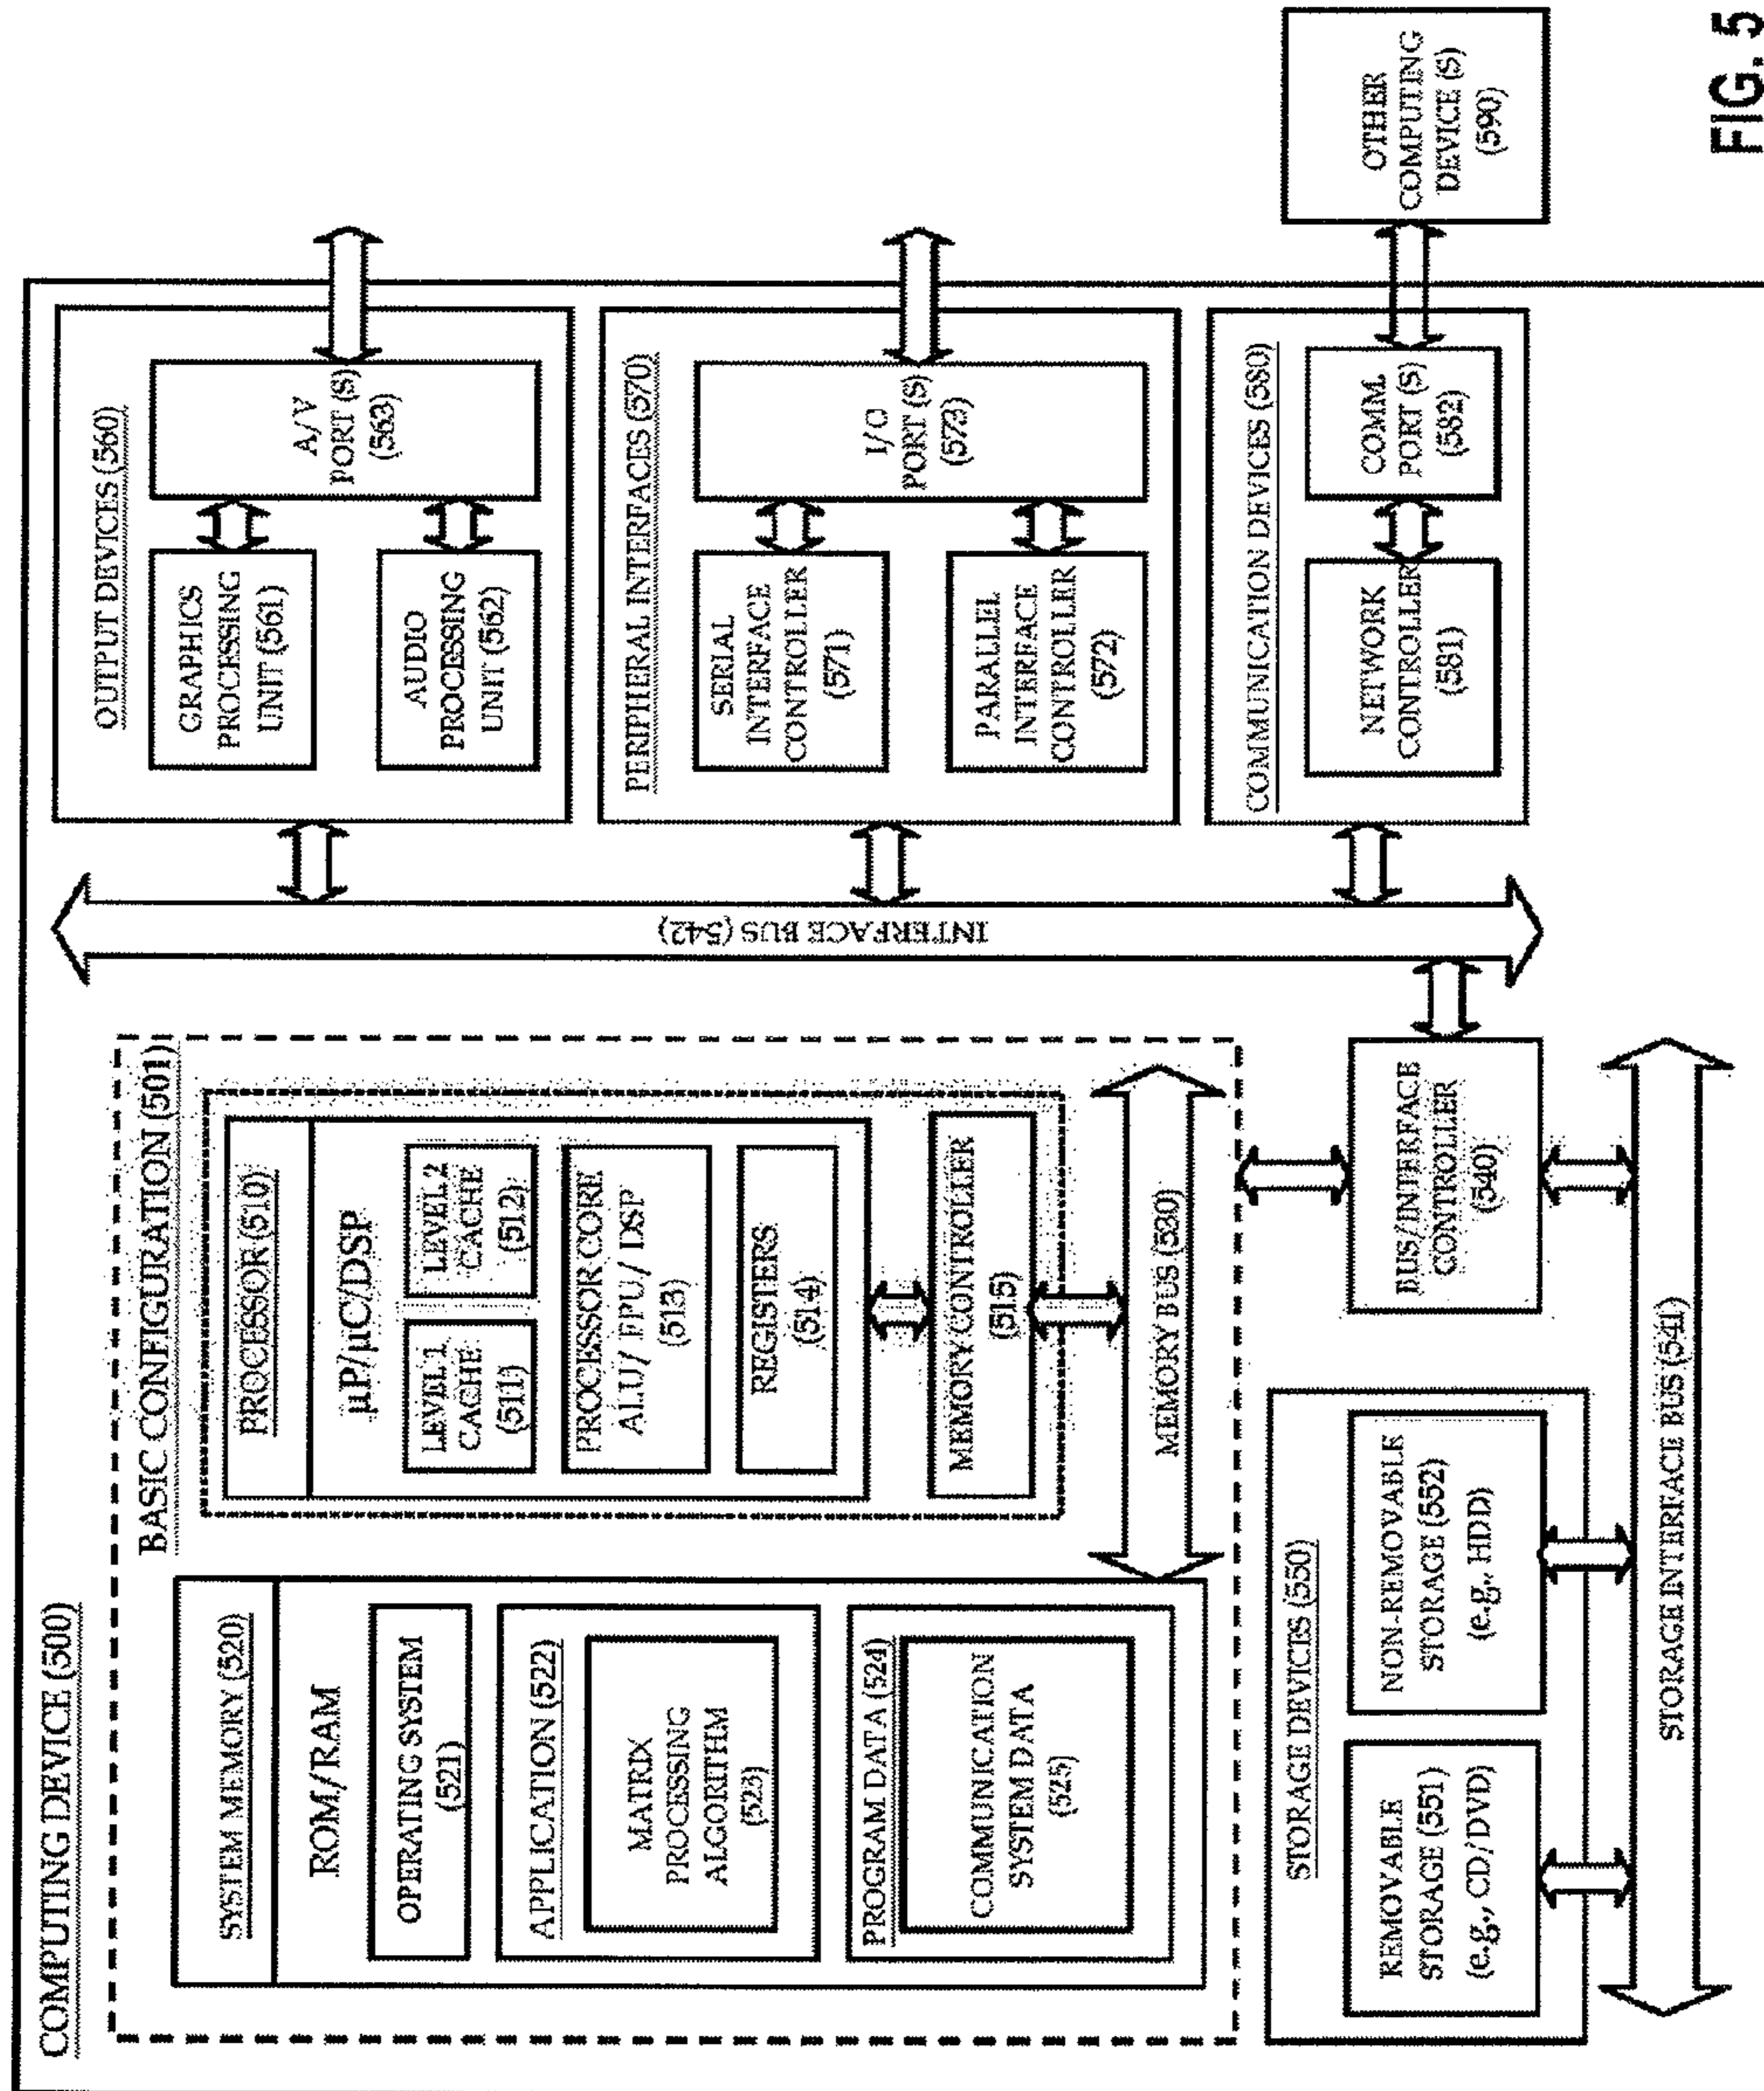 COMPUTING DEVICE (500)
BASIC CONFIGURATION (501)
SYSTEM MEMORY (520)
ROM/RAM
OPERATING SYSTEM
(521)
APPLICATION (522)
MATRIX
PROCESSING
ALGORITHM
(523)
PROGRAM DATA (524)
COMMUNICATION
SYSTEM DATA
(525)
PROCESSOR (510)
µP/µC/DSP
LEVEL 1
CACHE
(511)
LEVEL 2
CACHE
(512)
PROCESSOR CORE
ALU/ FPU/ DSP
(513)
REGISTERS
(514)
MEMORY CONTROLLER
(515)
MEMORY BUS (530)
STORAGE DEVICES (550)
REMOVABLE
STORAGE (551)
(e.g., CD/DVD)
NON-REMOVABLE
STORAGE (552)
(e.g., HDD)
BUS/INTERFACE
CONTROLLER
(540)
STORAGE INTERFACE BUS (541)
INTERFACE BUS (542)
OUTPUT DEVICES (560)
GRAPHICS
PROCESSING
UNIT (561)
AUDIO
PROCESSING
UNIT (562)
A/V
PORT (S)
(563)
PERIPHERAL INTERFACES (570)
SERIAL
INTERFACE
CONTROLLER
(571)
PARALLEL
INTERFACE
CONTROLLER
(572)
I/O
PORT (S)
(573)
COMMUNICATION DEVICES (580)
NETWORK
CONTROLLER
(581)
COMM.
PORT (S)
(582)
OTHER
COMPUTING
DEVICE (S)
(590)
FIG. 5